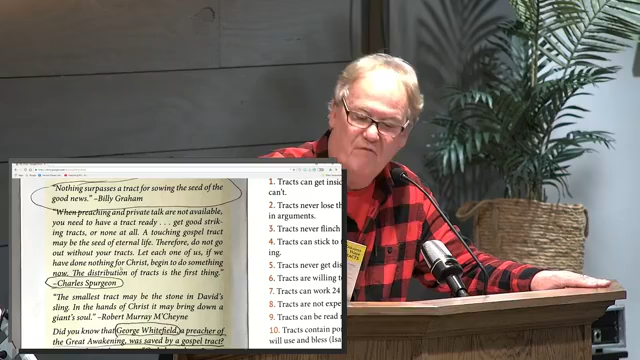 "Nothing surpasses a tract for sowing the seed of the
good news." –Billy Graham
"When preaching and private talk are not available,
you need to have a tract ready . . . get good strik-
ing tracts, or none at all. A touching gospel tract
may be the seed of eternal life. Therefore, do not go
out without your tracts. Let each one of us, if we
have done nothing for Christ, begin to do something
now. The distribution of tracts is the first thing."
–Charles Spurgeon
"The smallest tract may be the stone in David's
sling. In the hands of Christ it may bring down a
giant's soul." –Robert Murray M'Cheyne
Did you know that George Whitefield, a preacher of
the Great Awakening, was saved by a gospel tract?
1. Tracts can get insi
can't.
2. Tracts never lose th
in arguments.
3. Tracts never flinch
4. Tracts can stick to
ing.
5. Tracts never get dis
6. Tracts are willing to
7. Tracts can work 24
8. Tracts are not expe
9. Tracts can be read
10. Tracts contain po
will use and bless (Isa